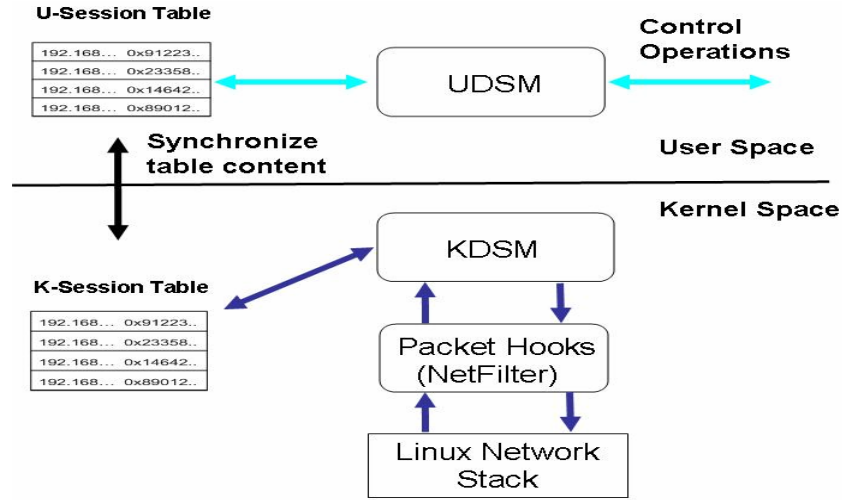 U-Session Table
192.168... 0x91223..
192.168... 0x23358..
192.168... 0x14642..
192.168... 0x89012..
UDSM
Control
Operations
Synchronize
table content
User Space
Kernel Space
KDSM
K-Session Table
192.168... 0x91223..
192.168... 0x23358..
192.168... 0x14642..
192.168... 0x89012..
Packet Hooks
(NetFilter)
Linux Network
Stack